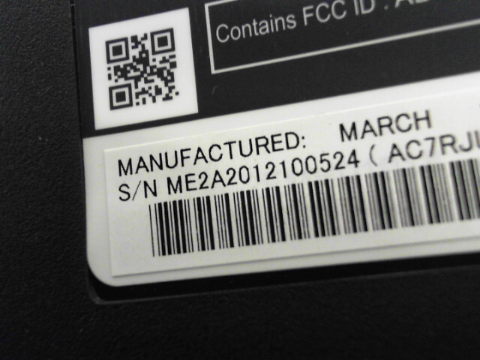 Contains FCC ID :
MANUFACTURED: MARCH
S/N ME2A2012100524 ( AC7RJ